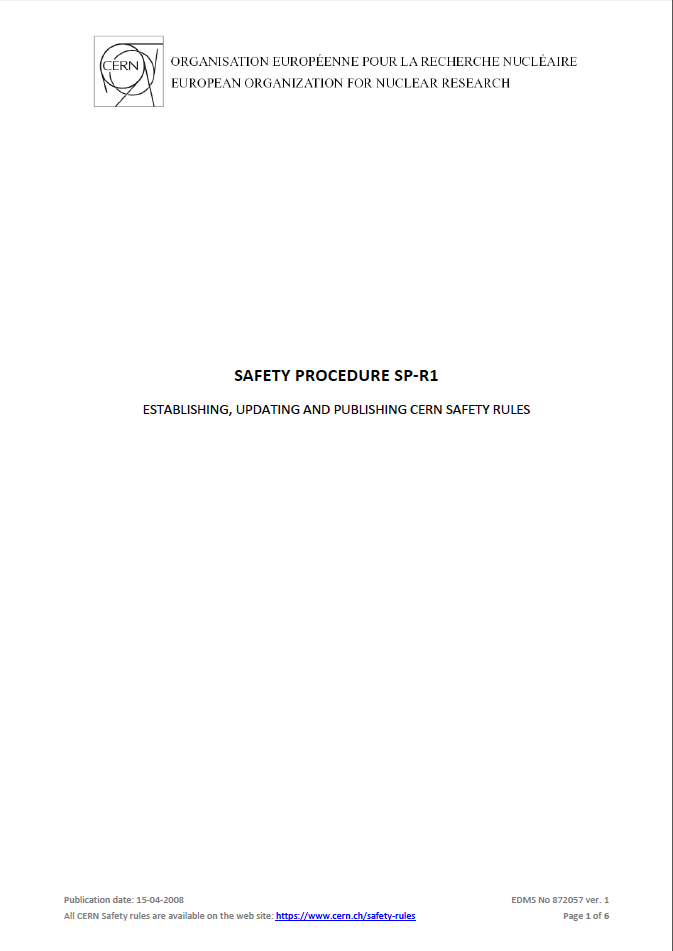 CERN
ORGANISATION EUROPÉENNE POUR LA RECHERCHE NUCLÉAIRE
EUROPEAN ORGANIZATION FOR NUCLEAR RESEARCH
SAFETY PROCEDURE SP-R1
ESTABLISHING, UPDATING AND PUBLISHING CERN SAFETY RULES
Publication date: 15-04-2008 EDMS No 872057 ver. 1
All CERN Safety rules are available on the web site: https://www.cern.ch/safety-rules Page 1 of 6